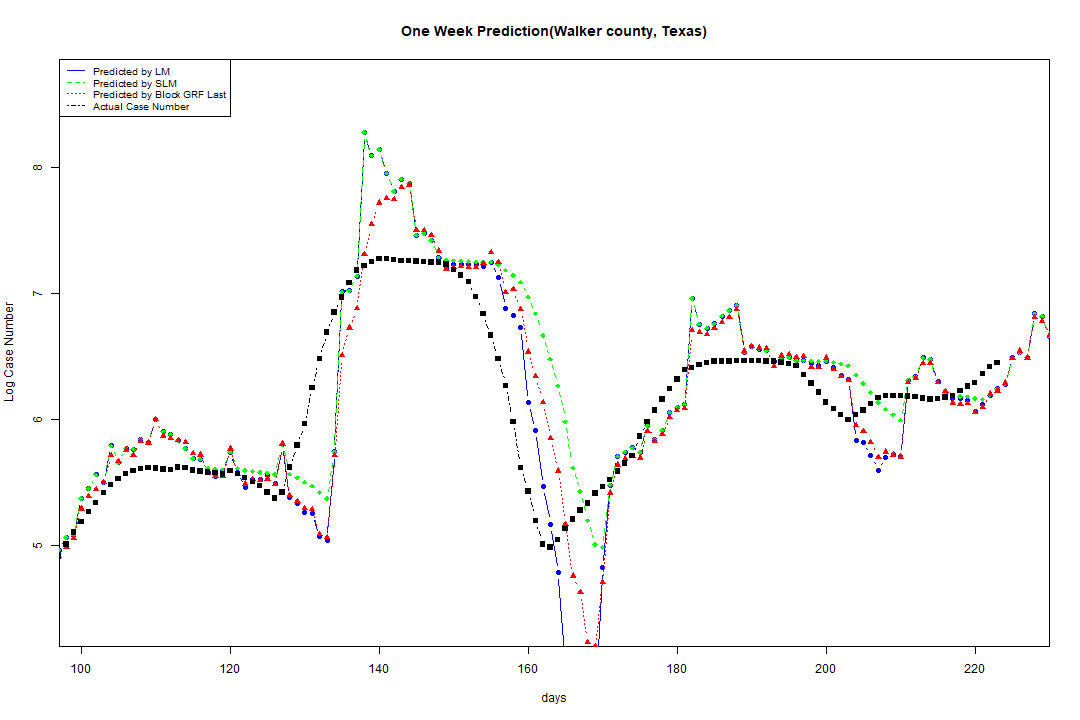 One Week Prediction(Walker county, Texas)
Predicted by LM
Predicted by SLM
Predicted by Block GRF Last
Actual Case Number
Log Case Number
8
7
6
5
100 120 140 160 180 200 220
days